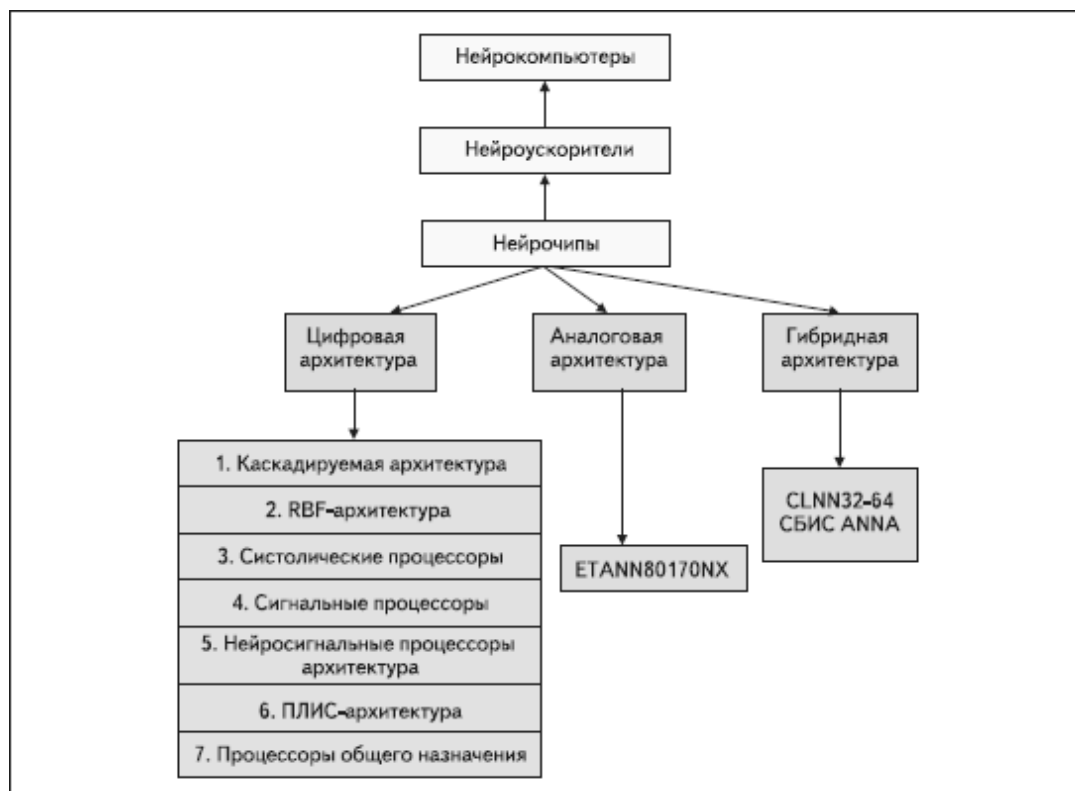 Нейрокомпьютеры
Нейроускорители
Нейрочипы
Цифровая
архитектура
Аналоговая
архитектура
Гибридная
архитектура
1. Каскадируемая архитектура
2. RBF-архитектура
3. Систолические процессоры
4. Сигнальные процессоры
5. Нейросигнальные процессоры
архитектура
6. ПЛИС-архитектура
7. Процессоры общего назначения
ETANN80170NX
CLNN32-64
СБИС ANNA